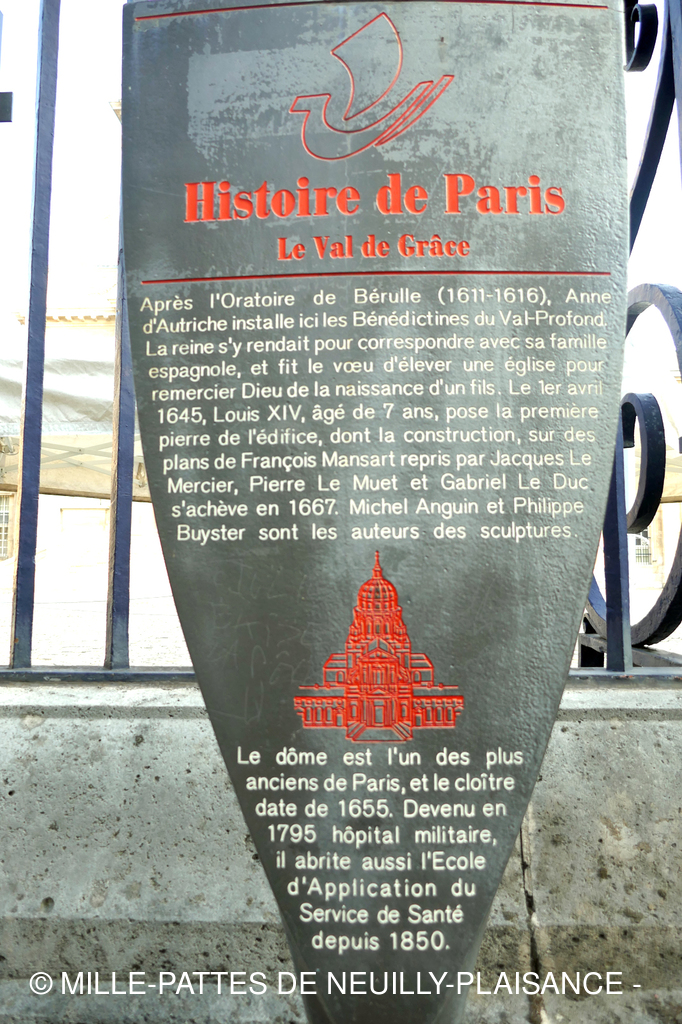 Histoire de Paris
Le Val de Grâce
Après l'Oratoire de Bérulle (1611-1616), Anne
d'Autriche installe ici les Bénédictines du Val-Profond.
La reine s'y rendait pour correspondre avec sa famille
espagnole, et fit le vœu d'élever une église pour
remercier Dieu de la naissance d'un fils. Le 1er avril
1645, Louis XIV, âgé de 7 ans, pose la première
pierre de l'édifice, dont la construction, sur des
plans de François Mansart repris par Jacques Le
Mercier, Pierre Le Muet et Gabriel Le Duc
s'achève en 1667. Michel Anguin et Philippe
Buyster sont les auteurs des sculptures.
Le dôme est l'un des plus
anciens de Paris, et le cloître
date de 1655. Devenu en
1795 hôpital militaire,
il abrite aussi l'Ecole
d'Application du
Service de Santé
depuis 1850.
© MILLE-PATTES DE NEUILLY-PLAISANCE -